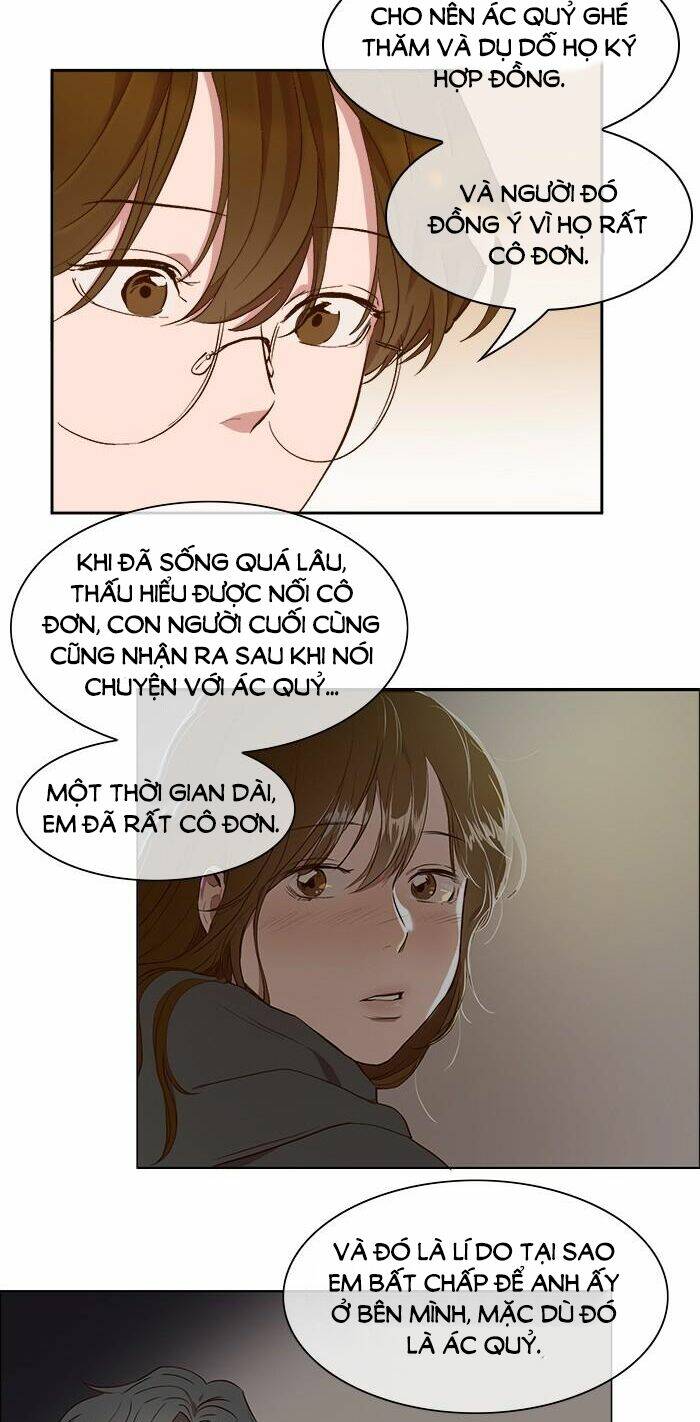 CHO NÊN ÁC QUỶ GHÉ
THĂM VÀ DỤ DỖ HỌ KÝ
HỢP ĐỒNG.
VÀ NGƯỜI ĐÓ
ĐỒNG Ý VÌ HỌ RẤT
CÔ ĐƠN.
KHI ĐÃ SỐNG QUÁ LÂU,
THẤU HIỂU ĐƯỢC NỖI CÔ
ĐƠN, CON NGƯỜI CUỐI CÙNG
CŨNG NHẬN RA SAU KHI NÓI
CHUYỆN VỚI ÁC QUỶ...
MỘT THỜI GIAN DÀI,
EM ĐÃ RẤT CÔ ĐƠN.
VÀ ĐÓ LÀ LÍ DO TẠI SAO
EM BẤT CHẤP ĐỂ ANH ẤY
Ở BÊN MÌNH, MẶC DÙ ĐÓ
LÀ ÁC QUỶ.